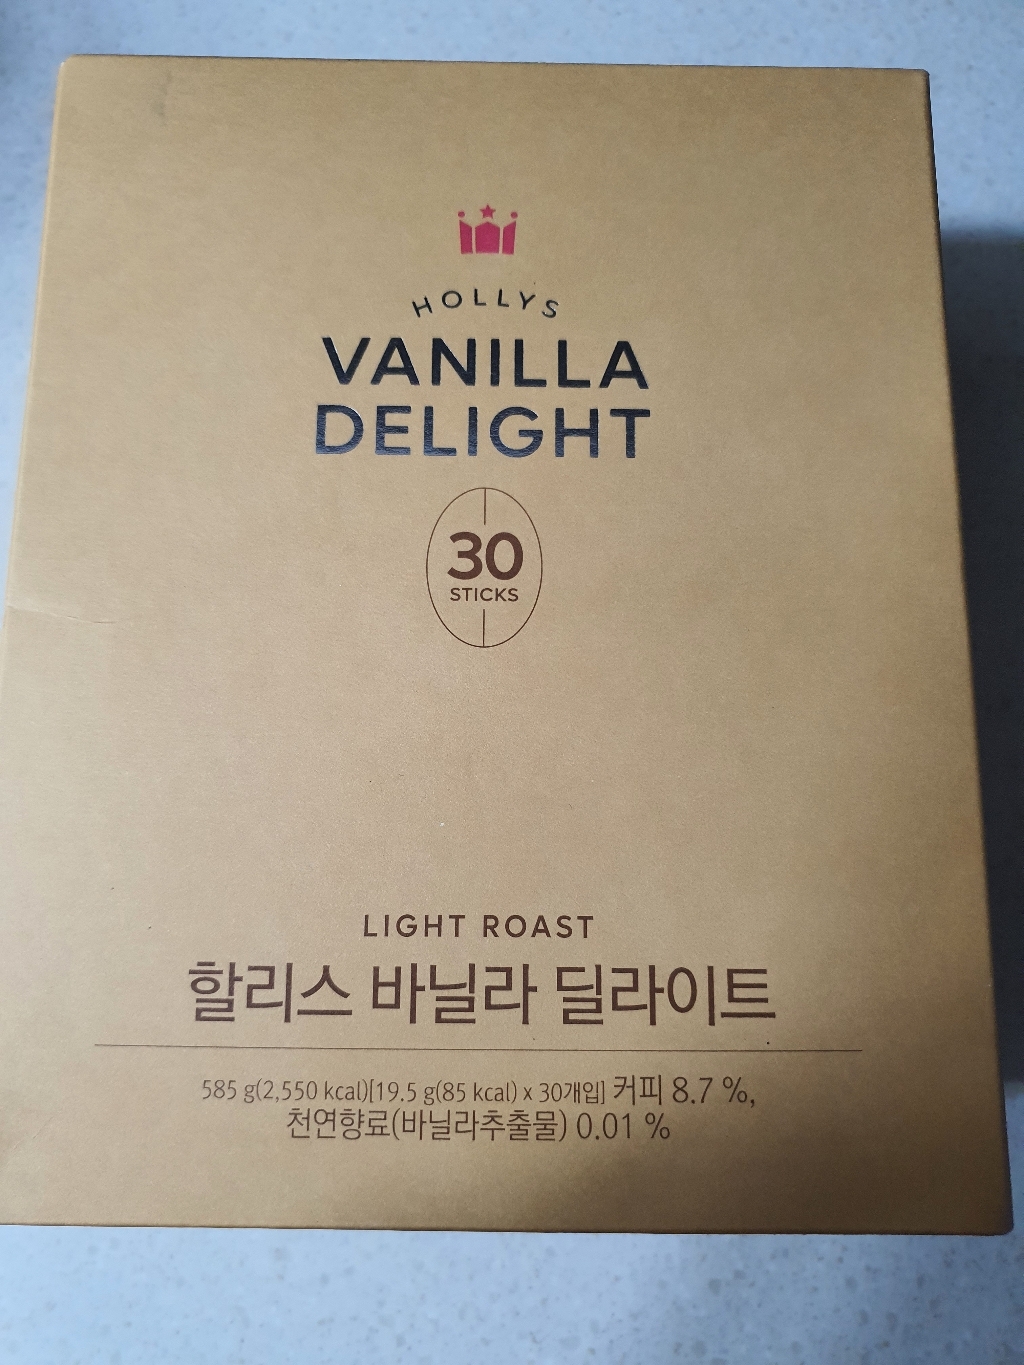 HOLLYS
VANILLA
DELIGHT
30
STICKS
LIGHT ROAST
할리스 바닐라 딜라이트
585 g(2,550 kcal)[19.5 g(85 kcal) x 30개입] 커피 8.7 %,
천연향료(바닐라추출물) 0.01 %